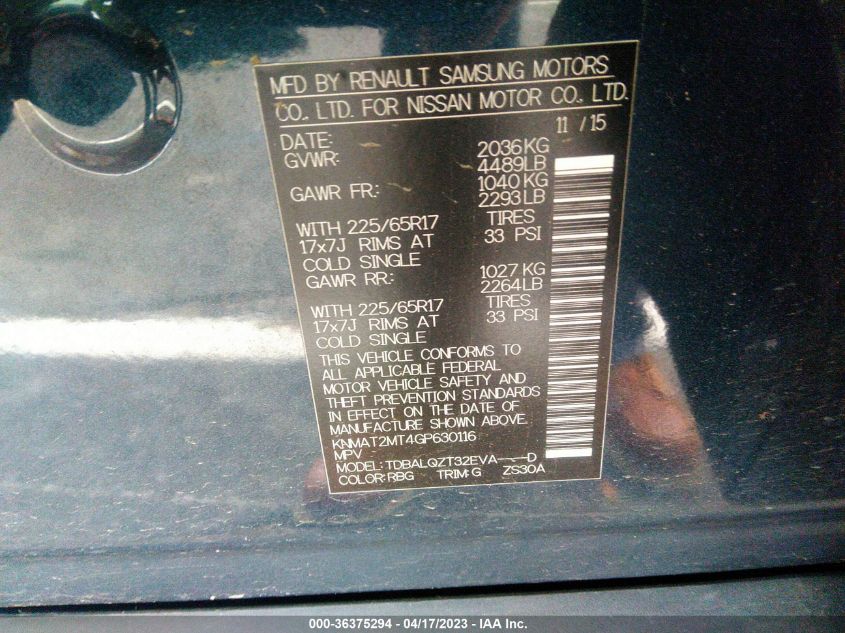 MFD BY RENAULT SAMSUNG MOTORS
CO., LTD. FOR NISSAN MOTOR CO., LTD.
DATE: 11 / 15
GVWR: 2036KG
4489LB
GAWR FR.: 1040KG
2293LB
WITH 225/65R17 TIRES
17x7J RIMS AT 33 PSI
COLD SINGLE
GAWR RR: 1027KG
2264LB
WITH 225/65R17 TIRES
17x7J RIMS AT 33 PSI
COLD SINGLE
THIS VEHICLE CONFORMS TO
ALL APPLICABLE FEDERAL
MOTOR VEHICLE SAFETY AND
THEFT PREVENTION STANDARDS
IN EFFECT ON THE DATE OF
MANUFACTURE SHOWN ABOVE.
KNMAT2MT4GP630116
MPV
MODEL: TDBALQZT32EVA----D
COLOR:RBG TRIM:G ZS30A
000-36375294 - 04/17/2023 - IAA Inc.